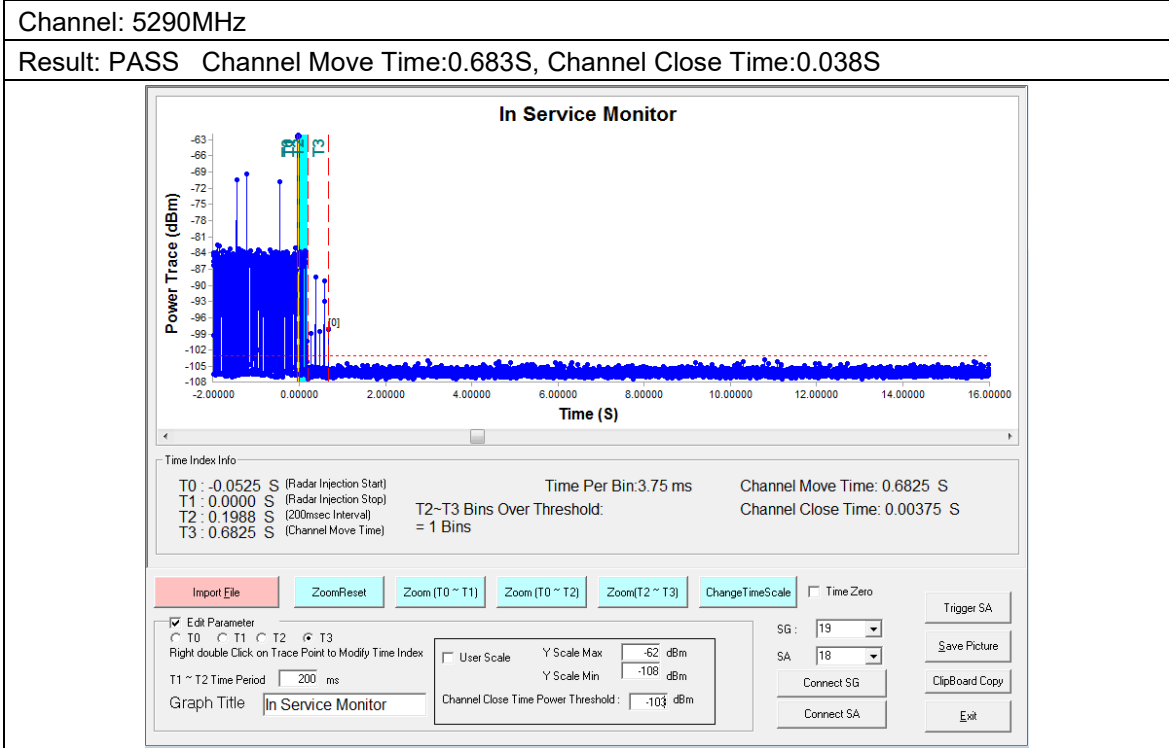 Channel: 5290MHz
Result: PASS Channel Move Time:0.683S, Channel Close Time:0.038S
In Service Monitor
T2 T3
Power Trace (dBm)
-63
-66
-69
-72
-75
-78
-81
-84
-87
-90
-93
-96
-99
-102
-105
-108
[0]
-2.00000 0.00000 2.00000 4.00000 6.00000 8.00000 10.00000 12.00000 14.00000 16.00000
Time (S)
Time Index Info
T0 : -0.0525 S (Radar Injection Start)
T1 : 0.0000 S (Radar Injection Stop)
T2 : 0.1988 S (200msec Interval)
T3 : 0.6825 S (Channel Move Time)
Time Per Bin:3.75 ms
T2~T3 Bins Over Threshold:
= 1 Bins
Channel Move Time: 0.6825 S
Channel Close Time: 0.00375 S
Import File ZoomReset Zoom (T0 ~ T1) Zoom (T0 ~ T2) Zoom(T2 ~ T3) ChangeTimeScale Time Zero
Edit Parameter
T0 T1 T2 T3
Right double Click on Trace Point to Modify Time Index
T1 ~ T2 Time Period 200 ms
Graph Title In Service Monitor
User Scale
Y Scale Max -62 dBm
Y Scale Min -108 dBm
Channel Close Time Power Threshold : -103 dBm
SG : 19
SA 18
Connect SG
Connect SA
Trigger SA
Save Picture
ClipBoard Copy
Exit